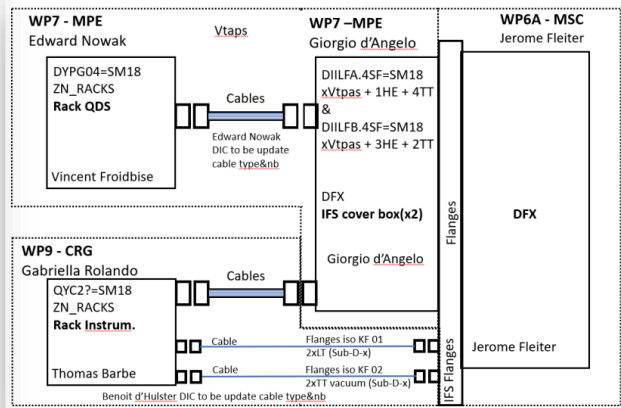 WP7 - MPE
Edward Nowak
Vtaps
DYPG04=SM18
ZN_RACKS
Rack QDS
Vincent Froidbise
Cables
Edward Nowak
DIC to be update
cable type&nb
WP7 –MPE
Giorgio d’Angelo
DIILFA.4SF=SM18
xVtpas + 1HE + 4TT
&
DIILFB.4SF=SM18
xVtpas + 3HE + 2TT
DFX
IFS cover box(x2)
Giorgio d’Angelo
WP6A - MSC
Jerome Fleiter
Flanges
DFX
Jerome Fleiter
IFS Flanges
WP9 - CRG
Gabriella Rolando
QYC2?=SM18
ZN_RACKS
Rack Instrum.
Thomas Barbe
Cables
Cable
Flanges iso KF 01
2xLT (Sub-D-x)
Cable
Flanges iso KF 02
2xTT vacuum (Sub-D-x)
Benoit d’Hulster DIC to be update cable type&nb